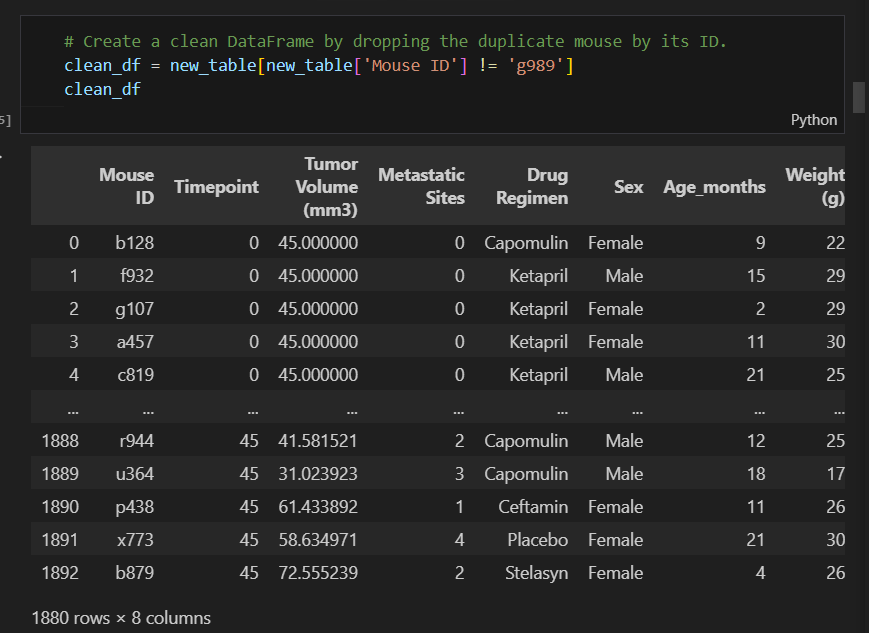 # Create a clean DataFrame by dropping the duplicate mouse by its ID.
clean_df = new_table[new_table['Mouse ID'] != 'g989']
clean_df
5]
Python
Mouse ID Timepoint Tumor Volume (mm3) Metastatic Sites Drug Regimen Sex Age_months Weight (g)
0 b128 0 45.000000 0 Capomulin Female 9 22
1 f932 0 45.000000 0 Ketapril Male 15 29
2 g107 0 45.000000 0 Ketapril Female 2 29
3 a457 0 45.000000 0 Ketapril Female 11 30
4 c819 0 45.000000 0 Ketapril Male 21 25
... ... ... ... ... ... ... ... ...
1888 r944 45 41.581521 2 Capomulin Male 12 25
1889 u364 45 31.023923 3 Capomulin Male 18 17
1890 p438 45 61.433892 1 Ceftamin Female 11 26
1891 x773 45 58.634971 4 Placebo Female 21 30
1892 b879 45 72.555239 2 Stelasyn Female 4 26
1880 rows × 8 columns